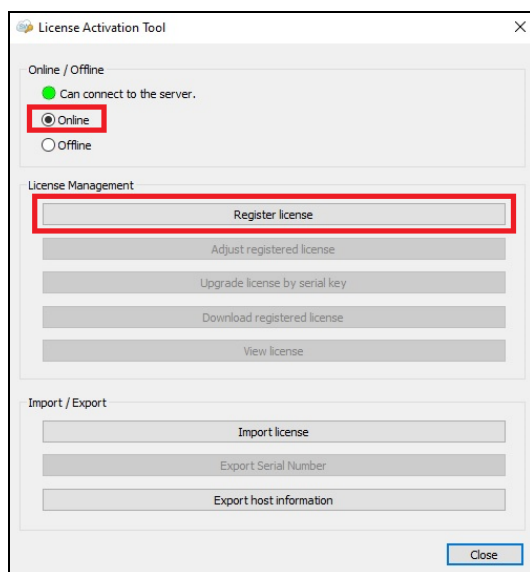 License Activation Tool
Online / Offline
Can connect to the server.
Online
Offline
License Management
Register license
Adjust registered license
Upgrade license by serial key
Download registered license
View license
Import / Export
Import license
Export Serial Number
Export host information
Close